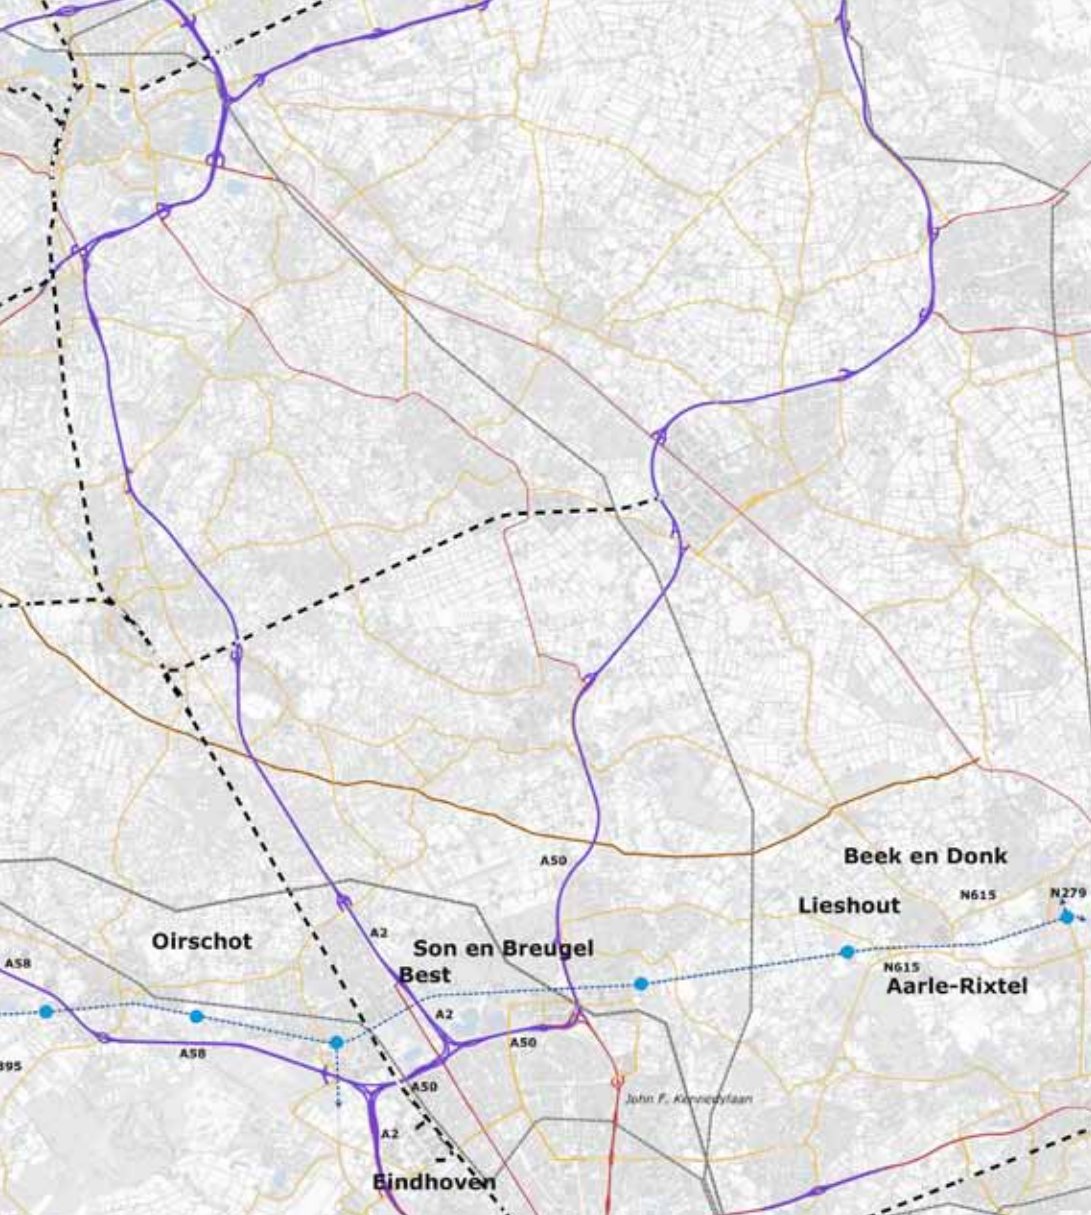 A50
Beek en Donk
N615
N279
Lieshout
A2
Oirschot
Son en Breugel
Best
A58
N615
Aarle-Rixtel
A2
A50
A58
395
A50
John F. Kennedylaan
A2
Eindhoven